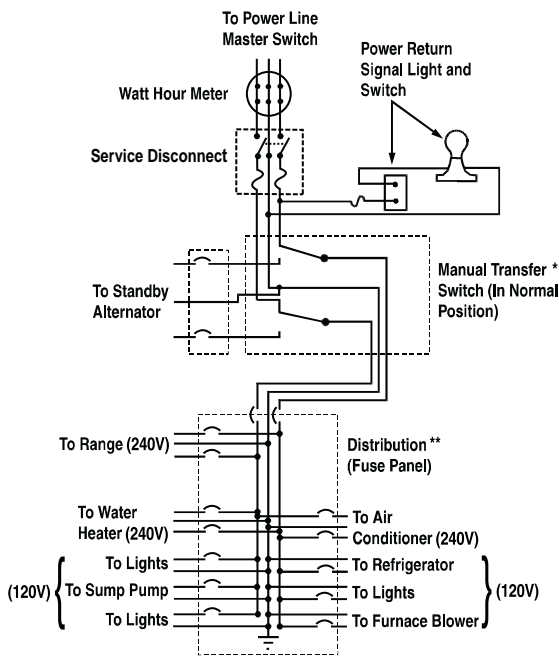 To Power Line
Master Switch
Power Return
Signal Light and
Switch
Watt Hour Meter
Service Disconnect
Manual Transfer *
Switch (In Normal
Position)
To Standby
Alternator
To Range (240V)
Distribution **
(Fuse Panel)
To Water
Heater (240V)
To Air
Conditioner (240V)
To Lights
To Refrigerator
(120V)
To Sump Pump
To Lights
(120V)
To Lights
To Furnace Blower